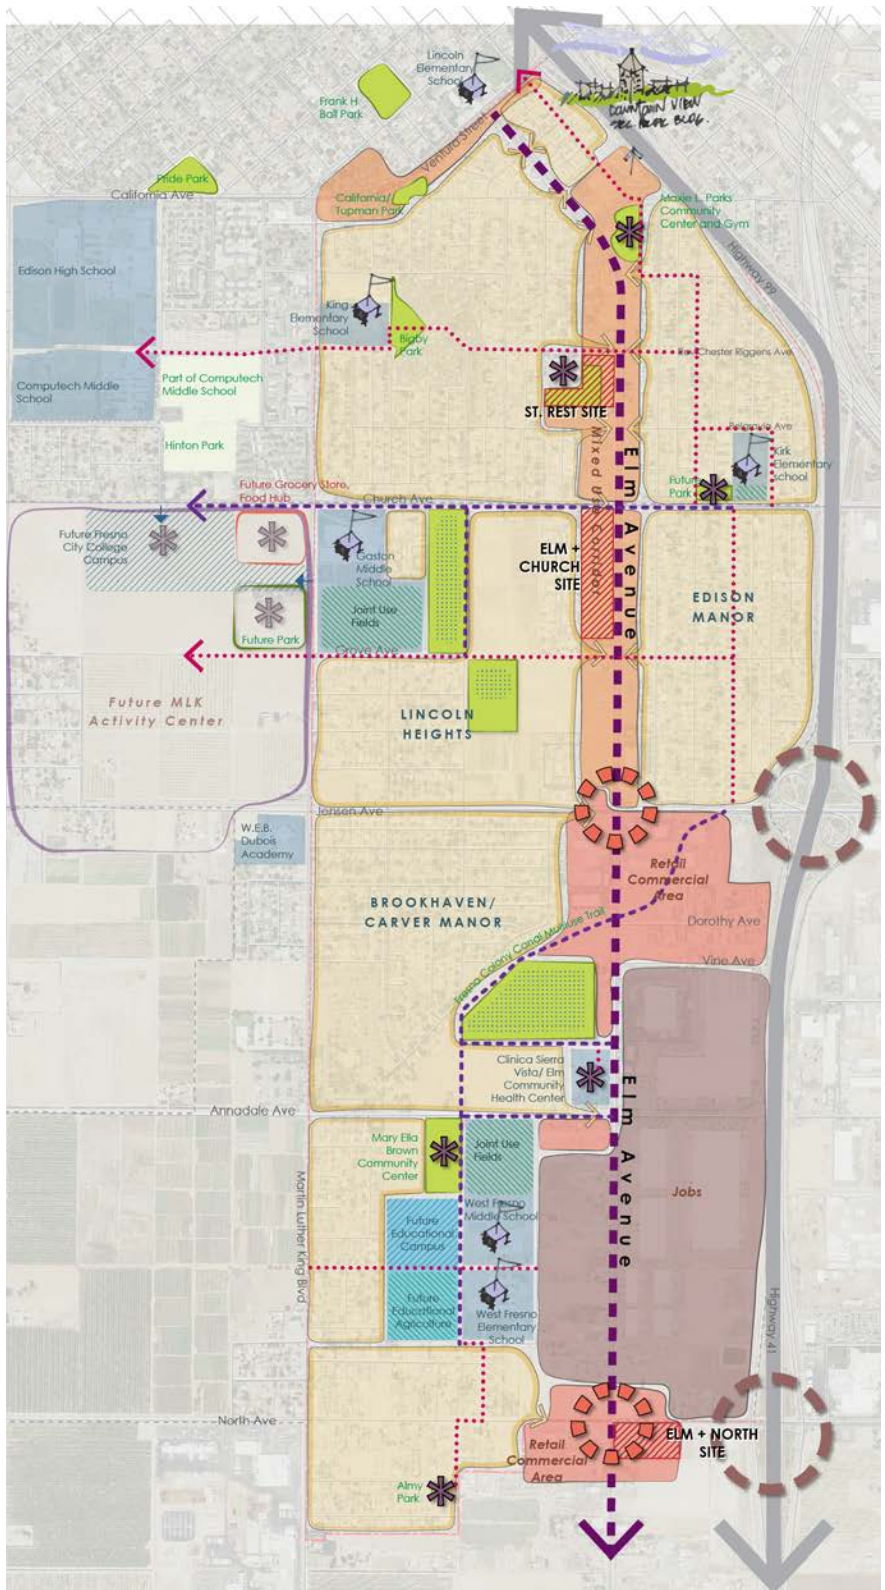 Lincoln
Elementary
School
Frank H
Ball Park
DOWNTOWN VIEW
Ventura Street
Pride Park
California Ave
California/
Tupman Park
Maxie L. Parks
Community
Center and Gym
Highway 99
Edison High School
King
Elementary
School
Bigby
Park
Rev Chester Riggens Ave
Computech Middle
School
Part of Computech
Middle School
Hinton Park
ST. REST SITE
Mixed Use Corridor
Elm Avenue
Belgravia Ave
Kirk
Elementary
school
Future
Park
Future Grocery Store,
Food Hub
Church Ave
Future Fresno
City College
Campus
Gaston
Middle
School
ELM +
CHURCH
SITE
EDISON
MANOR
Joint Use
Fields
Future Park
Grove Ave
Future MLK
Activity Center
LINCOLN
HEIGHTS
Jensen Ave
W.E.B.
Dubois
Academy
Retail
Commercial
Area
BROOKHAVEN/
CARVER MANOR
Dorothy Ave
Fresno Colony Canal Multiuse Trail
Vine Ave
Clinica Sierra
Vista/ Elm
Community
Health Center
Elm Avenue
Annadale Ave
Mary Ella
Brown
Community
Center
Joint Use
Fields
Martin Luther King Blvd
Jobs
West Fresno
Middle School
Future
Educational
Campus
Future
Educational
Agriculture
West Fresno
Elementary
School
Highway 41
North Ave
ELM + NORTH
SITE
Retail
Commercial
Area
Almy
Park